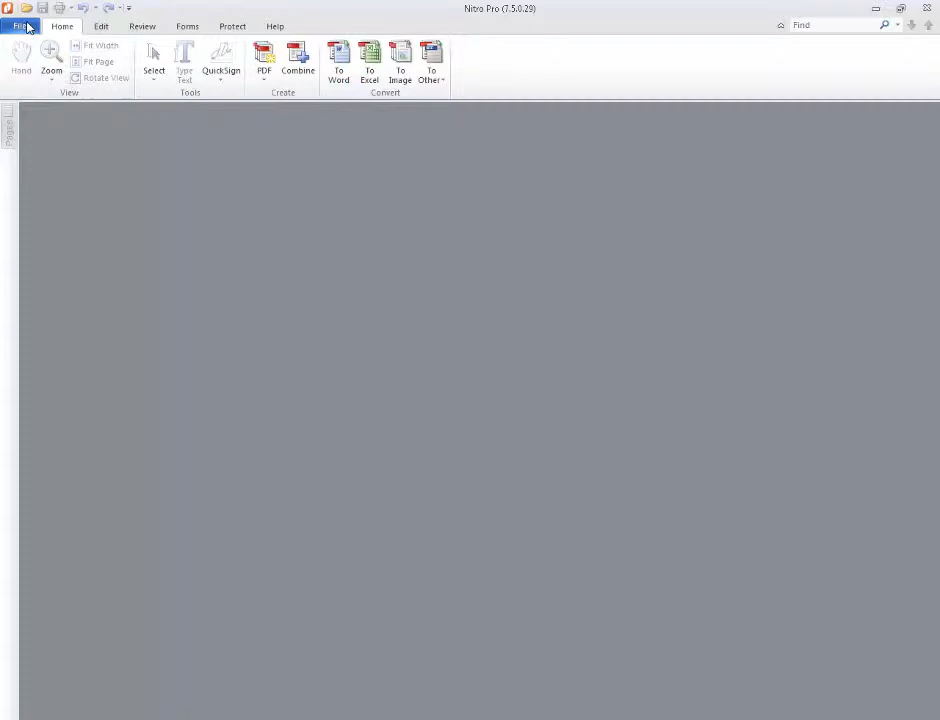 Nitro Pro (7.5.0.29)
File Home Edit Review Forms Protect Help Find
Hand Zoom Fit Width Fit Page Rotate View Select Type Text QuickSign PDF Combine To Word To Excel To Image To Other
View Tools Create Convert
Pages